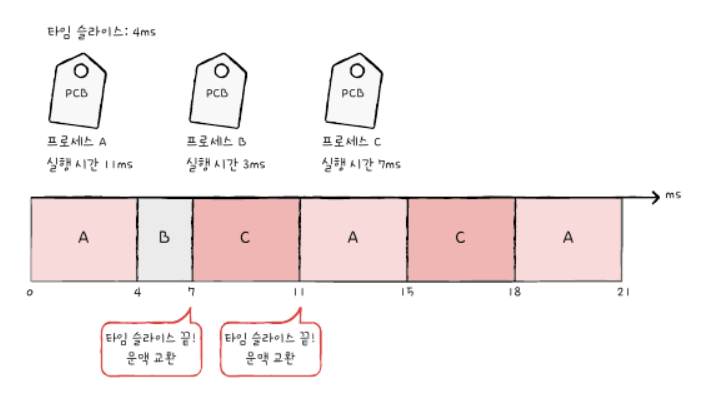 타임 슬라이스: 4ms
PCB
PCB
PCB
프로세스 A
실행 시간 11ms
프로세스 B
실행 시간 3ms
프로세스 C
실행 시간 7ms
ms
A
B
C
A
C
A
0
4
7
11
15
18
21
타임 슬라이스 끝!
문맥 교환
타임 슬라이스 끝!
문맥 교환